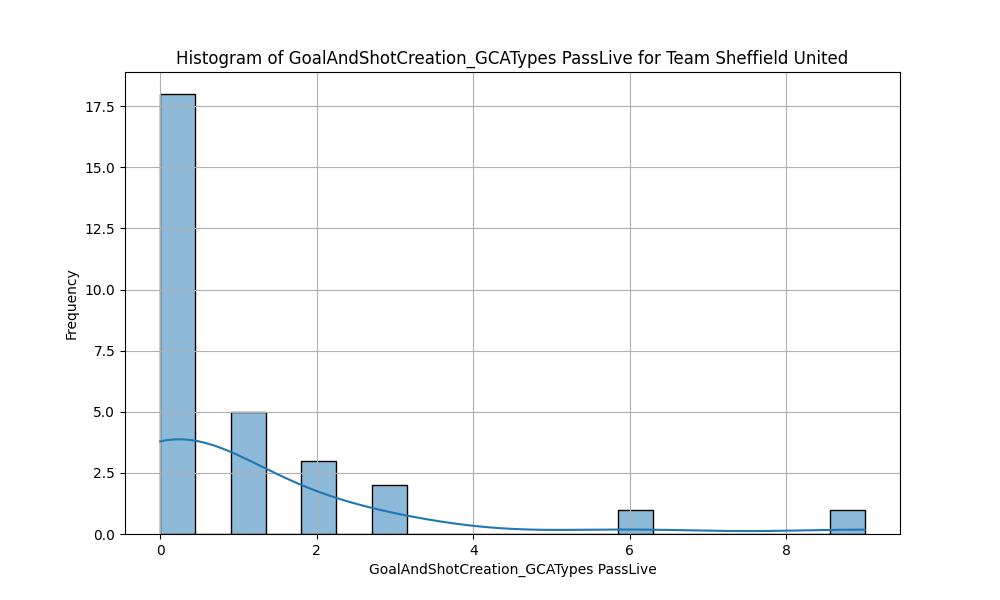 Histogram of GoalAndShotCreation_GCATypes PassLive for Team Sheffield United
Frequency
17.5
15.0
12.5
10.0
7.5
5.0
2.5
0.0
0 2 4 6 8
GoalAndShotCreation_GCATypes PassLive